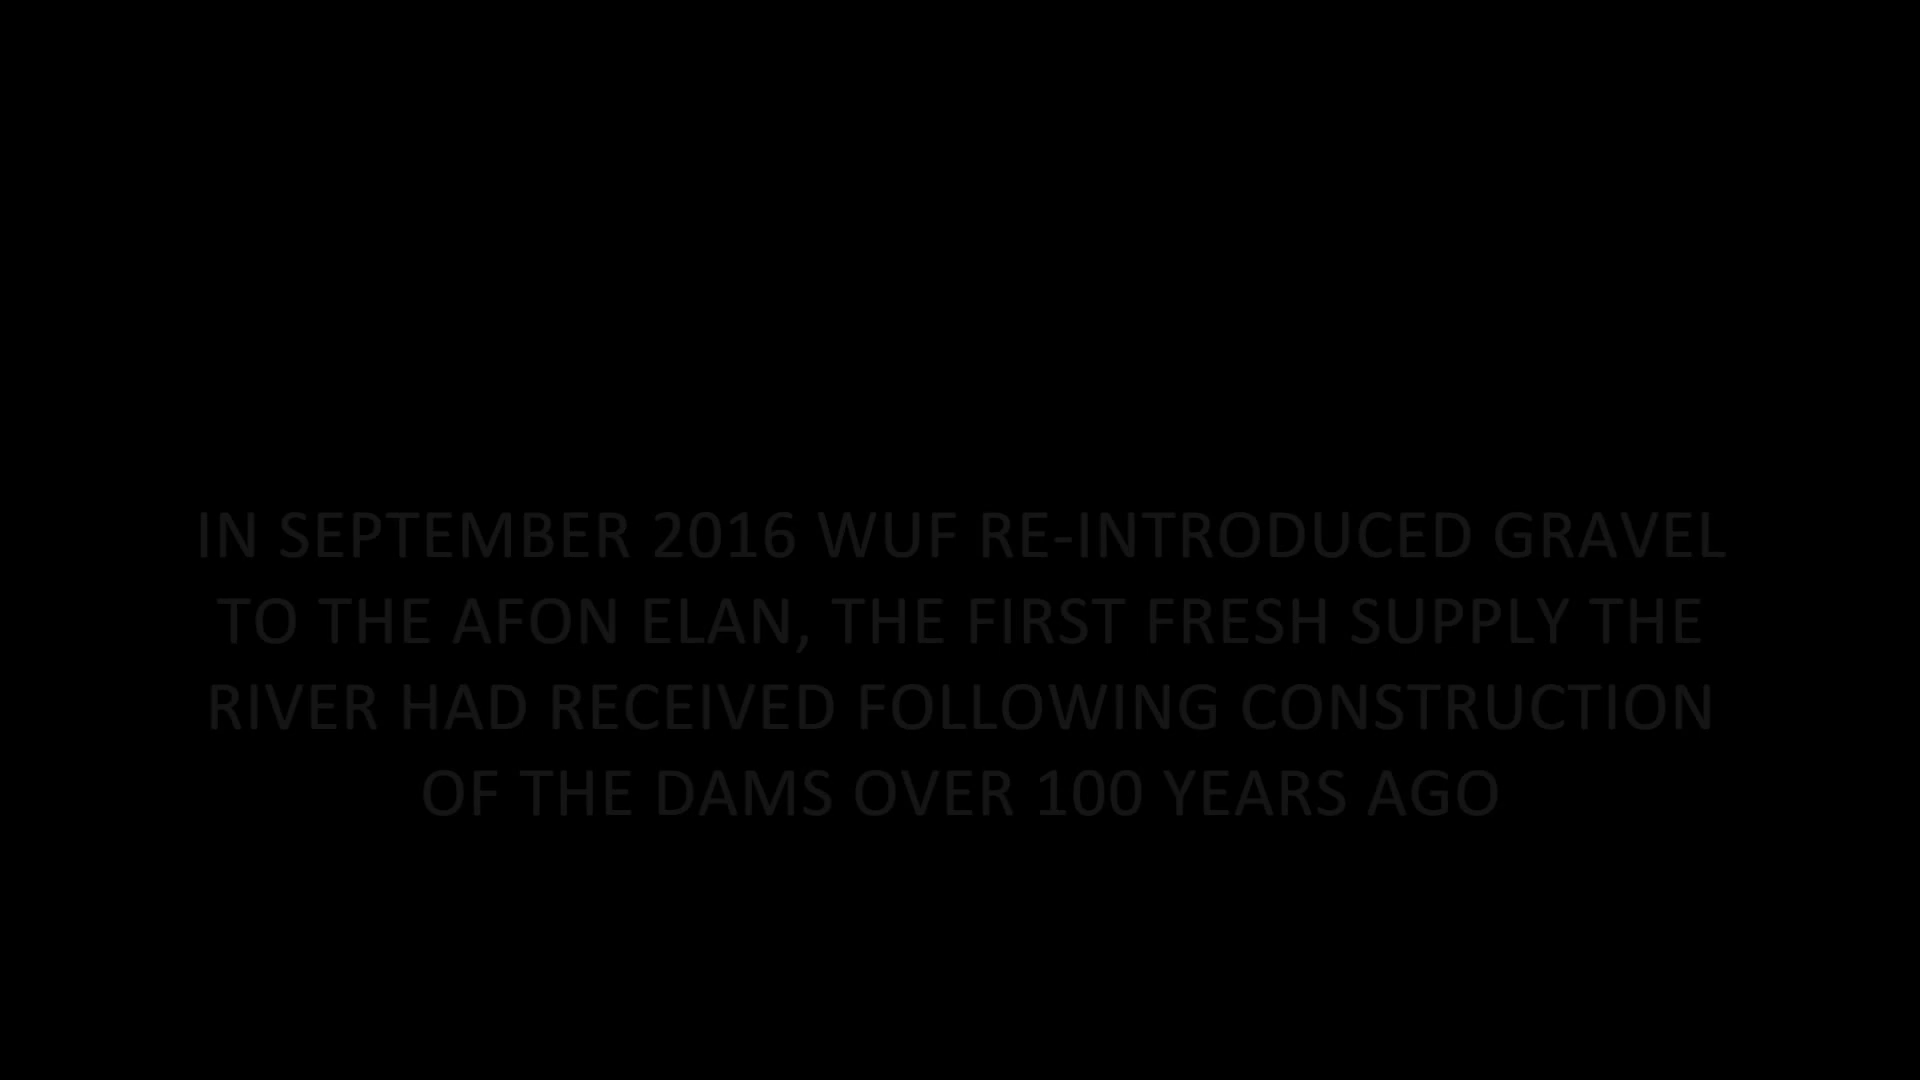 IN SEPTEMBER 2016 WUF RE-INTRODUCED GRAVEL
TO THE AFON ELAN, THE FIRST FRESH SUPPLY THE
RIVER HAD RECEIVED FOLLOWING CONSTRUCTION
OF THE DAMS OVER 100 YEARS AGO